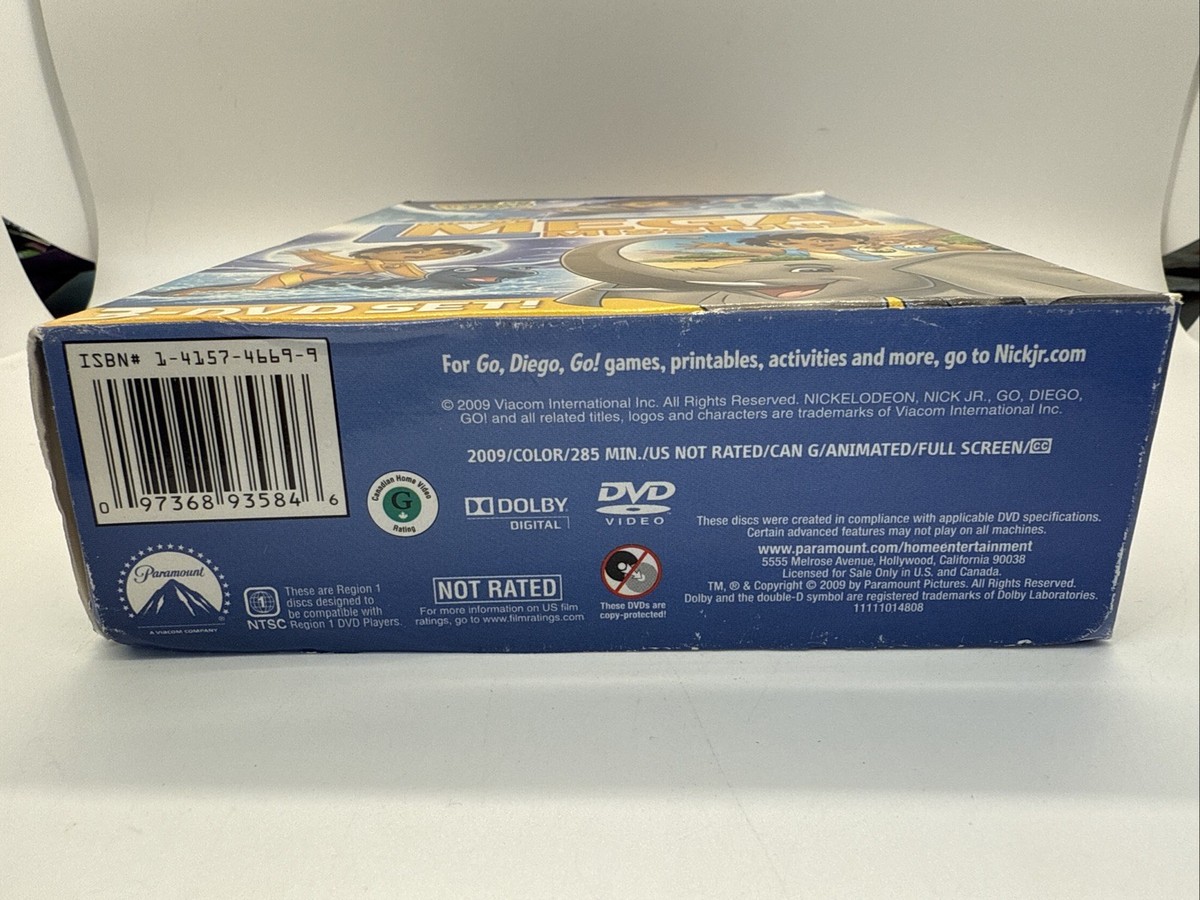 MEGA
3-DVD SET!
ISBN# 1-4157-4669-9
0 97368 93584 6
For Go, Diego, Go! games, printables, activities and more, go to Nickjr.com
© 2009 Viacom International Inc. All Rights Reserved. NICKELODEON, NICK JR., GO, DIEGO,
GO! and all related titles, logos and characters are trademarks of Viacom International Inc.
2009/COLOR/285 MIN./US NOT RATED/CAN G/ANIMATED/FULL SCREEN/CC
Canadian Home Video
G
Rating
DOLBY
DIGITAL
DVD
VIDEO
These discs were created in compliance with applicable DVD specifications.
Certain advanced features may not play on all machines.
www.paramount.com/homeentertainment
5555 Melrose Avenue, Hollywood, California 90038
Licensed for Sale Only in U.S. and Canada.
TM, ® & Copyright © 2009 by Paramount Pictures. All Rights Reserved.
Dolby and the double-D symbol are registered trademarks of Dolby Laboratories.
11111014808
Paramount
®
A VIACOM COMPANY
1
NTSC
These are Region 1
discs designed to
be compatible with
Region 1 DVD Players.
NOT RATED
For more information on US film
ratings, go to www.filmratings.com
These DVDs are
copy-protected!